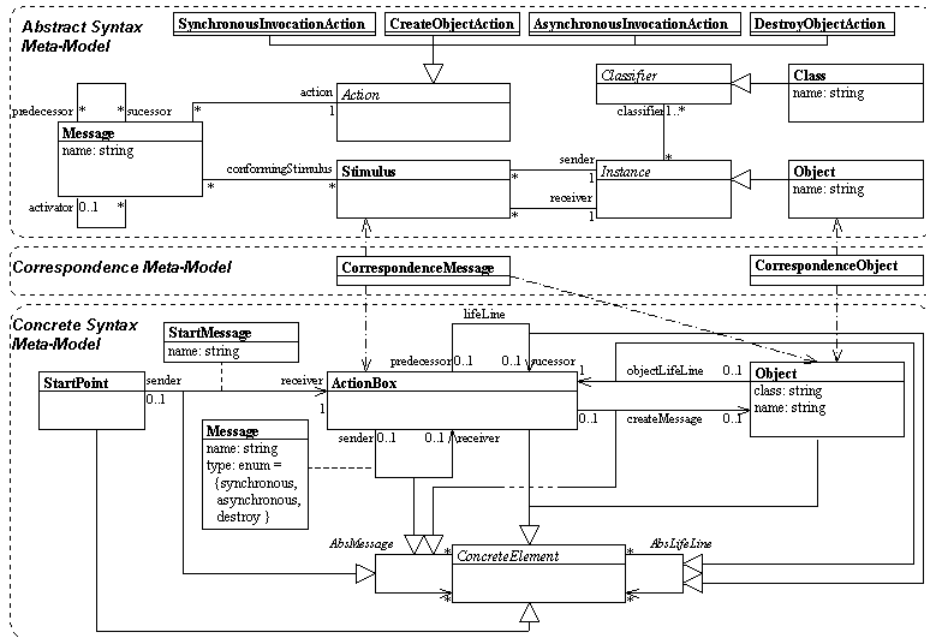 Abstract Syntax
Meta-Model
SynchronousInvocationAction
CreateObjectAction
AsynchronousInvocationAction
DestroyObjectAction
predecessor
*
*
sucessor
*
action
1
Action
Classifier
classifier
1..*
Class
name: string
Message
name: string
activator
0..1
*
*
conformingStimulus
*
Stimulus
*
sender
1
*
receiver
1
*
Instance
Object
name: string
Correspondence Meta-Model
CorrespondenceMessage
CorrespondenceObject
Concrete Syntax
Meta-Model
StartMessage
name: string
lifeLine
predecessor
0..1
0..1
sucessor
StartPoint
sender
0..1
receiver
1
ActionBox
1
objectLifeLine
0..1
0..1
createMessage
0..1
Object
class: string
name: string
Message
name: string
type: enum =
{synchronous,
asynchronous,
destroy }
sender
0..1
0..1
receiver
AbsMessage
*
*
ConcreteElement
*
*
AbsLifeLine